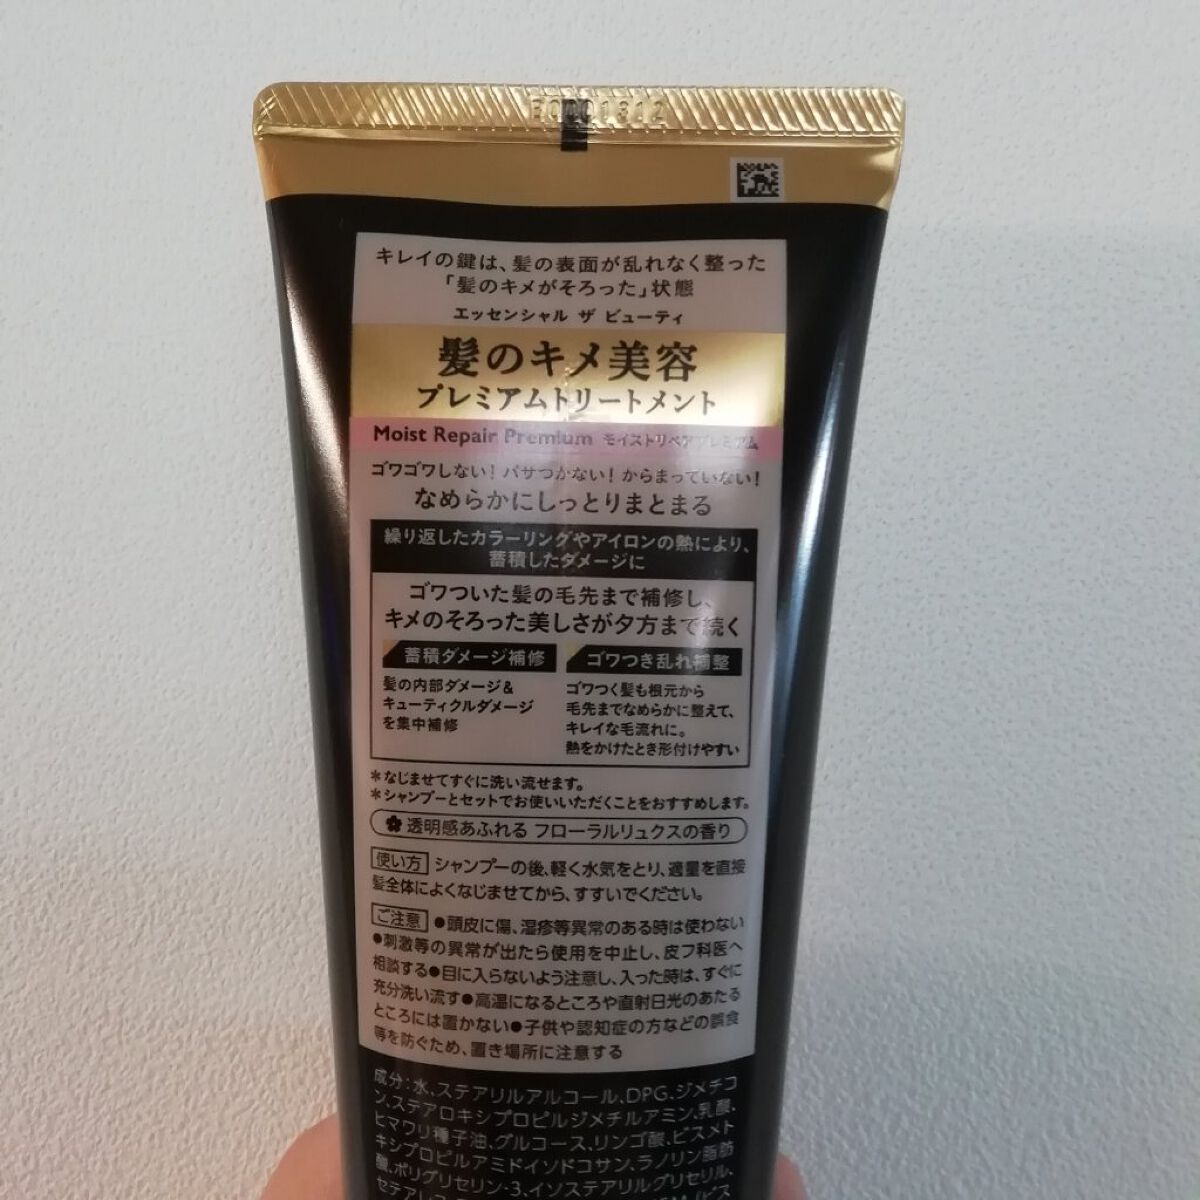 キレイの鍵は、髪の表面が乱れなく整った
「髪のキメがそろった」状態
エッセンシャル ザ ビューティ
髪のキメ美容
プレミアムトリートメント
Moist Repair Premium モイストリペアプレミアム
ゴワゴワしない! パサつかない! からまっていない!
なめらかにしっとりまとまる
繰り返したカラーリングやアイロンの熱により、
蓄積したダメージに
ゴワついた髪の毛先まで補修し、
キメのそろった美しさが夕方まで続く
蓄積ダメージ補修
髪の内部ダメージ&
キューティクルダメージ
を集中補修
ゴワつき乱れ補整
ゴワつく髪も根元から
毛先までなめらかに整えて、
キレイな毛流れに。
熱をかけたとき形付けやすい
*なじませてすぐに洗い流せます。
*シャンプーとセットでお使いいただくことをおすすめします。
透明感あふれる フローラルリュクスの香り
使い方 シャンプーの後、軽く水気をとり、適量を直接
髪全体によくなじませてから、すすいでください。
ご注意 ●頭皮に傷、湿疹等異常のある時は使わない
●刺激等の異常が出たら使用を中止し、皮フ科医へ
相談する●目に入らないよう注意し、入った時は、すぐに
充分洗い流す●高温になるところや直射日光のあたる
ところには置かない●子供や認知症の方などの誤食
等を防ぐため、置き場所に注意する
成分:水、ステアリルアルコール、DPG、ジメチコ
ン、ステアロキシプロピルジメチルアミン、乳酸、
ヒマワリ種子油、グルコース、リンゴ酸、ビスメト
キシプロピルアミドイソドコサン、ラノリン脂肪
酸、ポリグリセリン-3、イソステアリルグリセリル、